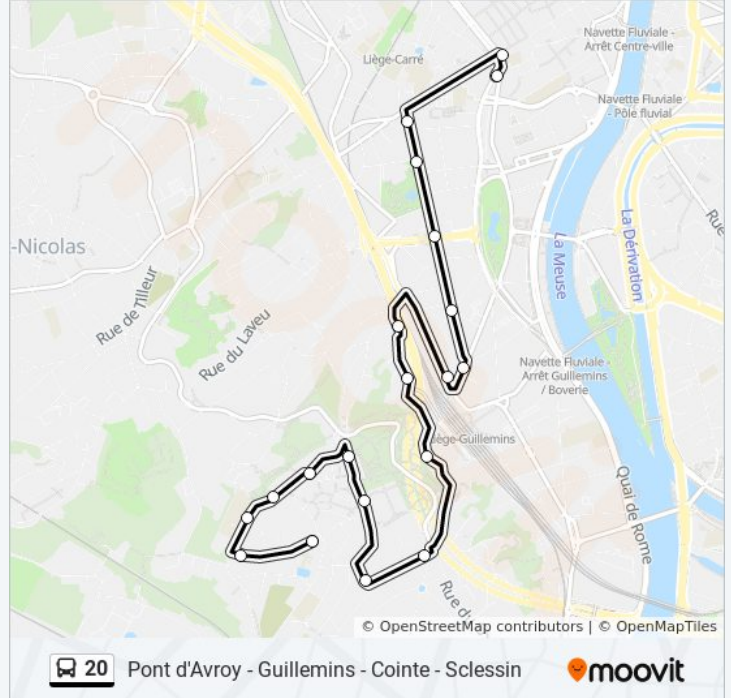 Navette Fluviale -
Arrêt Centre-ville
Liège-Carré
Navette Fluviale
- Pôle fluvial
-Nicolas
La Meuse
La Dérivation
Rue
Rue de Tilleur
Rue du Laveu
Navette Fluviale -
Arrêt Guillemins
/ Boverie
iège-Guillemins
Quai de Rome
Rue d
© OpenStreetMap contributors | © OpenMapTiles
20 Pont d'Avroy - Guillemins - Cointe - Sclessin
moovit